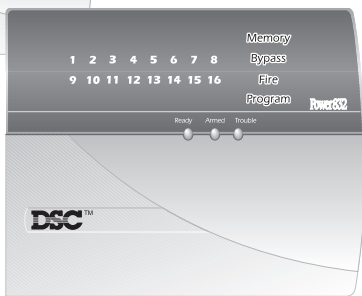 Memory
1 2 3 4 5 6 7 8 Bypass
9 10 11 12 13 14 15 16 Fire
Program
Power832
Ready Armed Trouble
DSC™